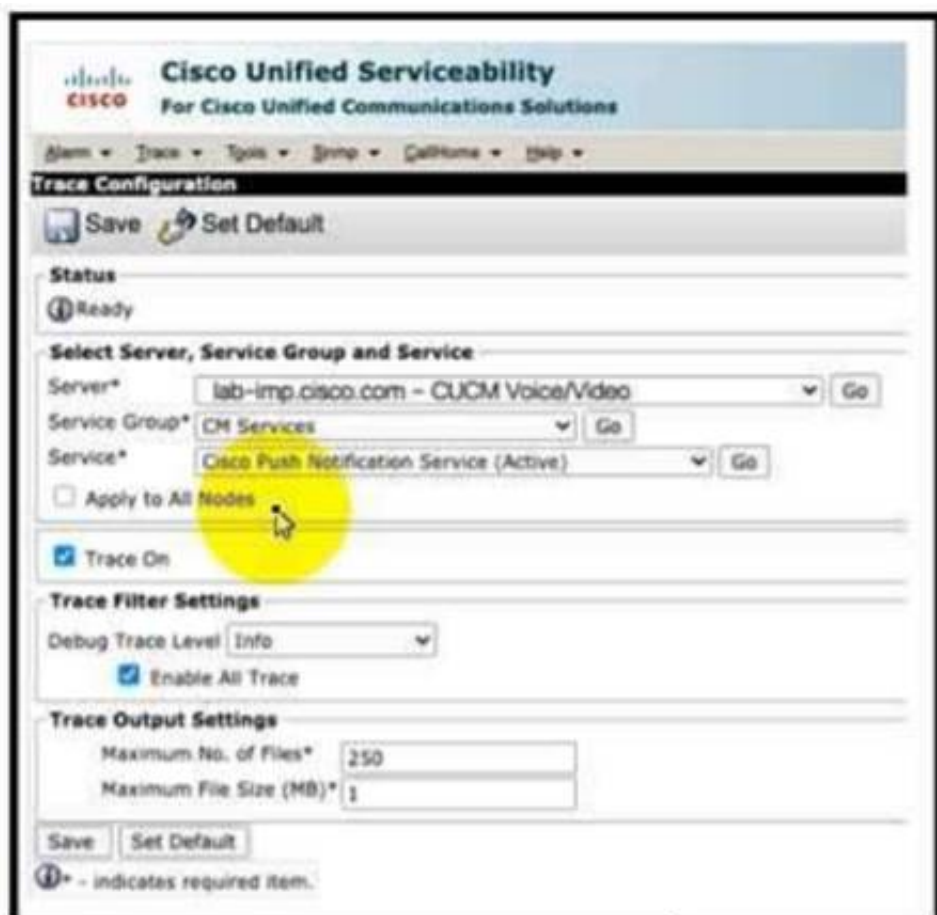 CISCO
Cisco Unified Serviceability
For Cisco Unified Communications Solutions
Alarm Trace Tools Snmp CallHome Help
Trace Configuration
Save Set Default
Status
Ready
Select Server, Service Group and Service
Server* lab-imp.cisco.com – CUCM Voice/Video Go
Service Group* CM Services Go
Service* Cisco Push Notification Service (Active) Go
Apply to All Nodes
Trace On
Trace Filter Settings
Debug Trace Level Info
Enable All Trace
Trace Output Settings
Maximum No. of Files* 250
Maximum File Size (MB)* 1
Save Set Default
* - indicates required item.